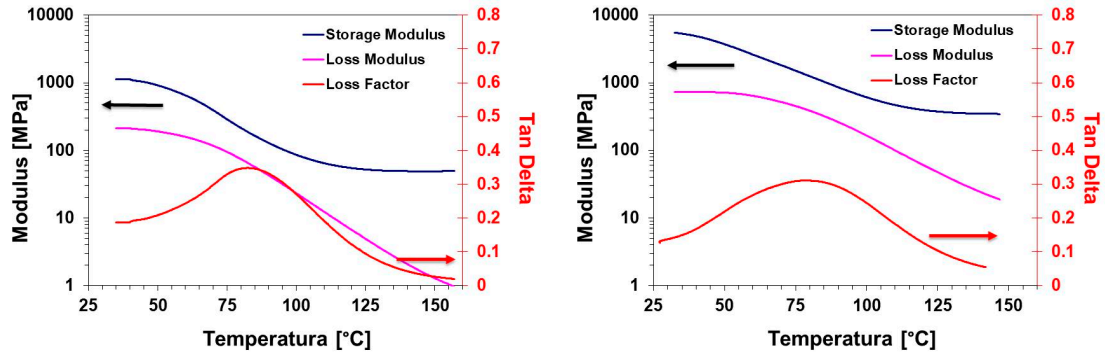 10000
1000
100
10
1
Modulus [MPa]
Storage Modulus
Loss Modulus
Loss Factor
0.8
0.7
0.6
0.5
0.4
0.3
0.2
0.1
0
Tan Delta
25 50 75 100 125 150
Temperatura [°C]
10000
1000
100
10
1
Modulus [MPa]
Storage Modulus
Loss Modulus
Loss Factor
0.8
0.7
0.6
0.5
0.4
0.3
0.2
0.1
0
Tan Delta
25 50 75 100 125 150
Temperatura [°C]